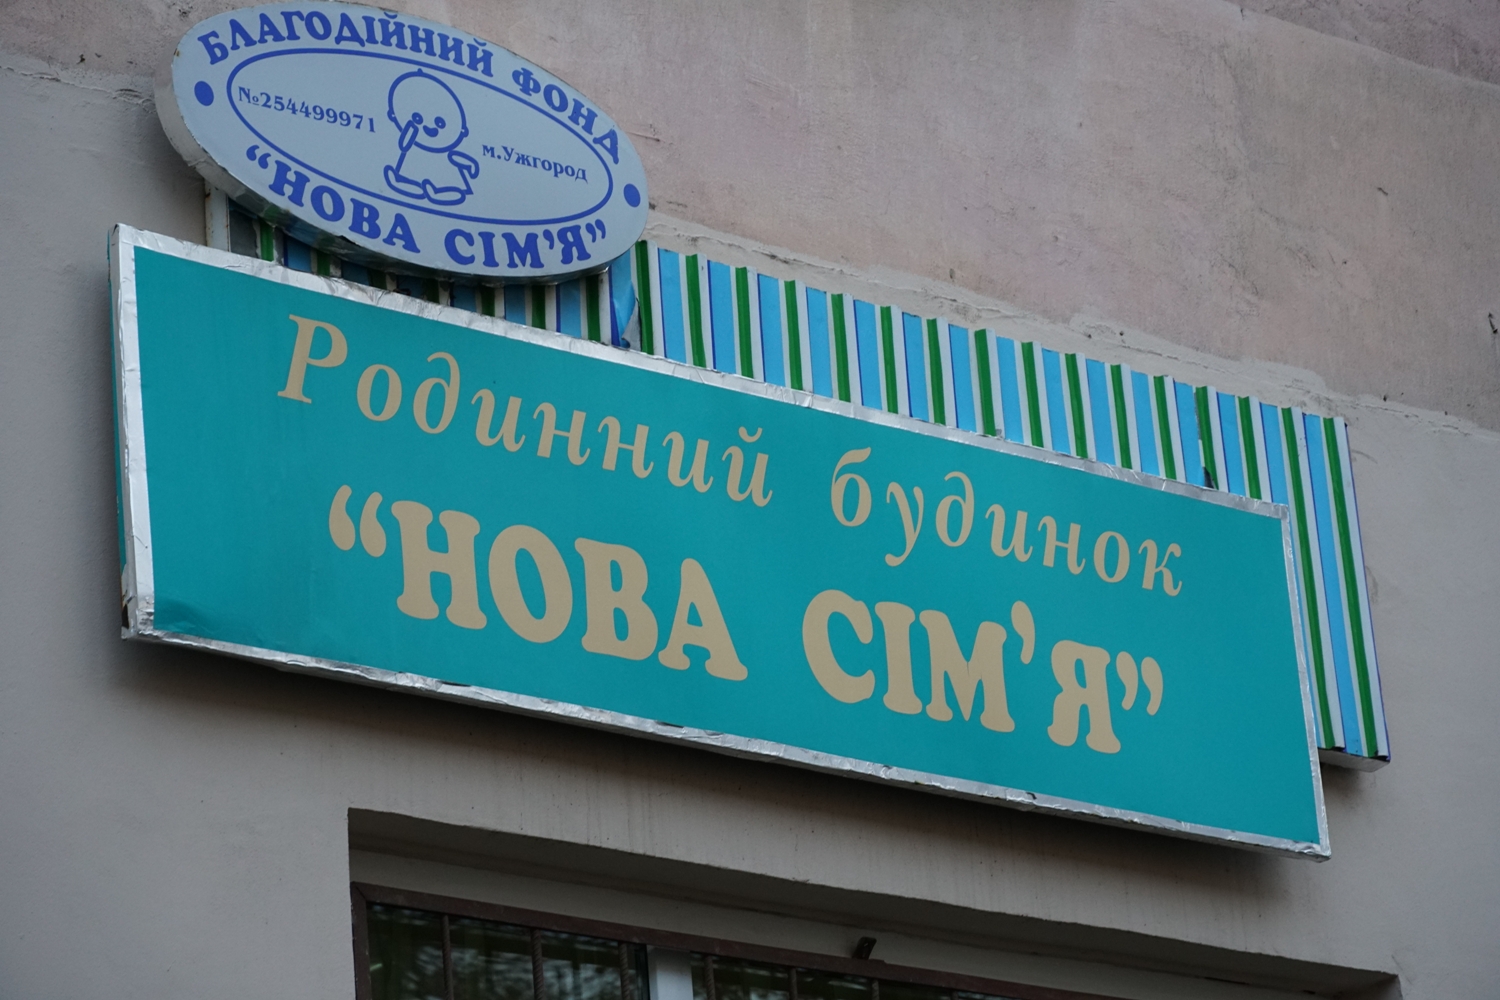 БЛАГОДІЙНИЙ ФОНД
№254499971
м.Ужгород
“НОВА СІМ’Я”
Родинний будинок
“НОВА СІМ’Я”